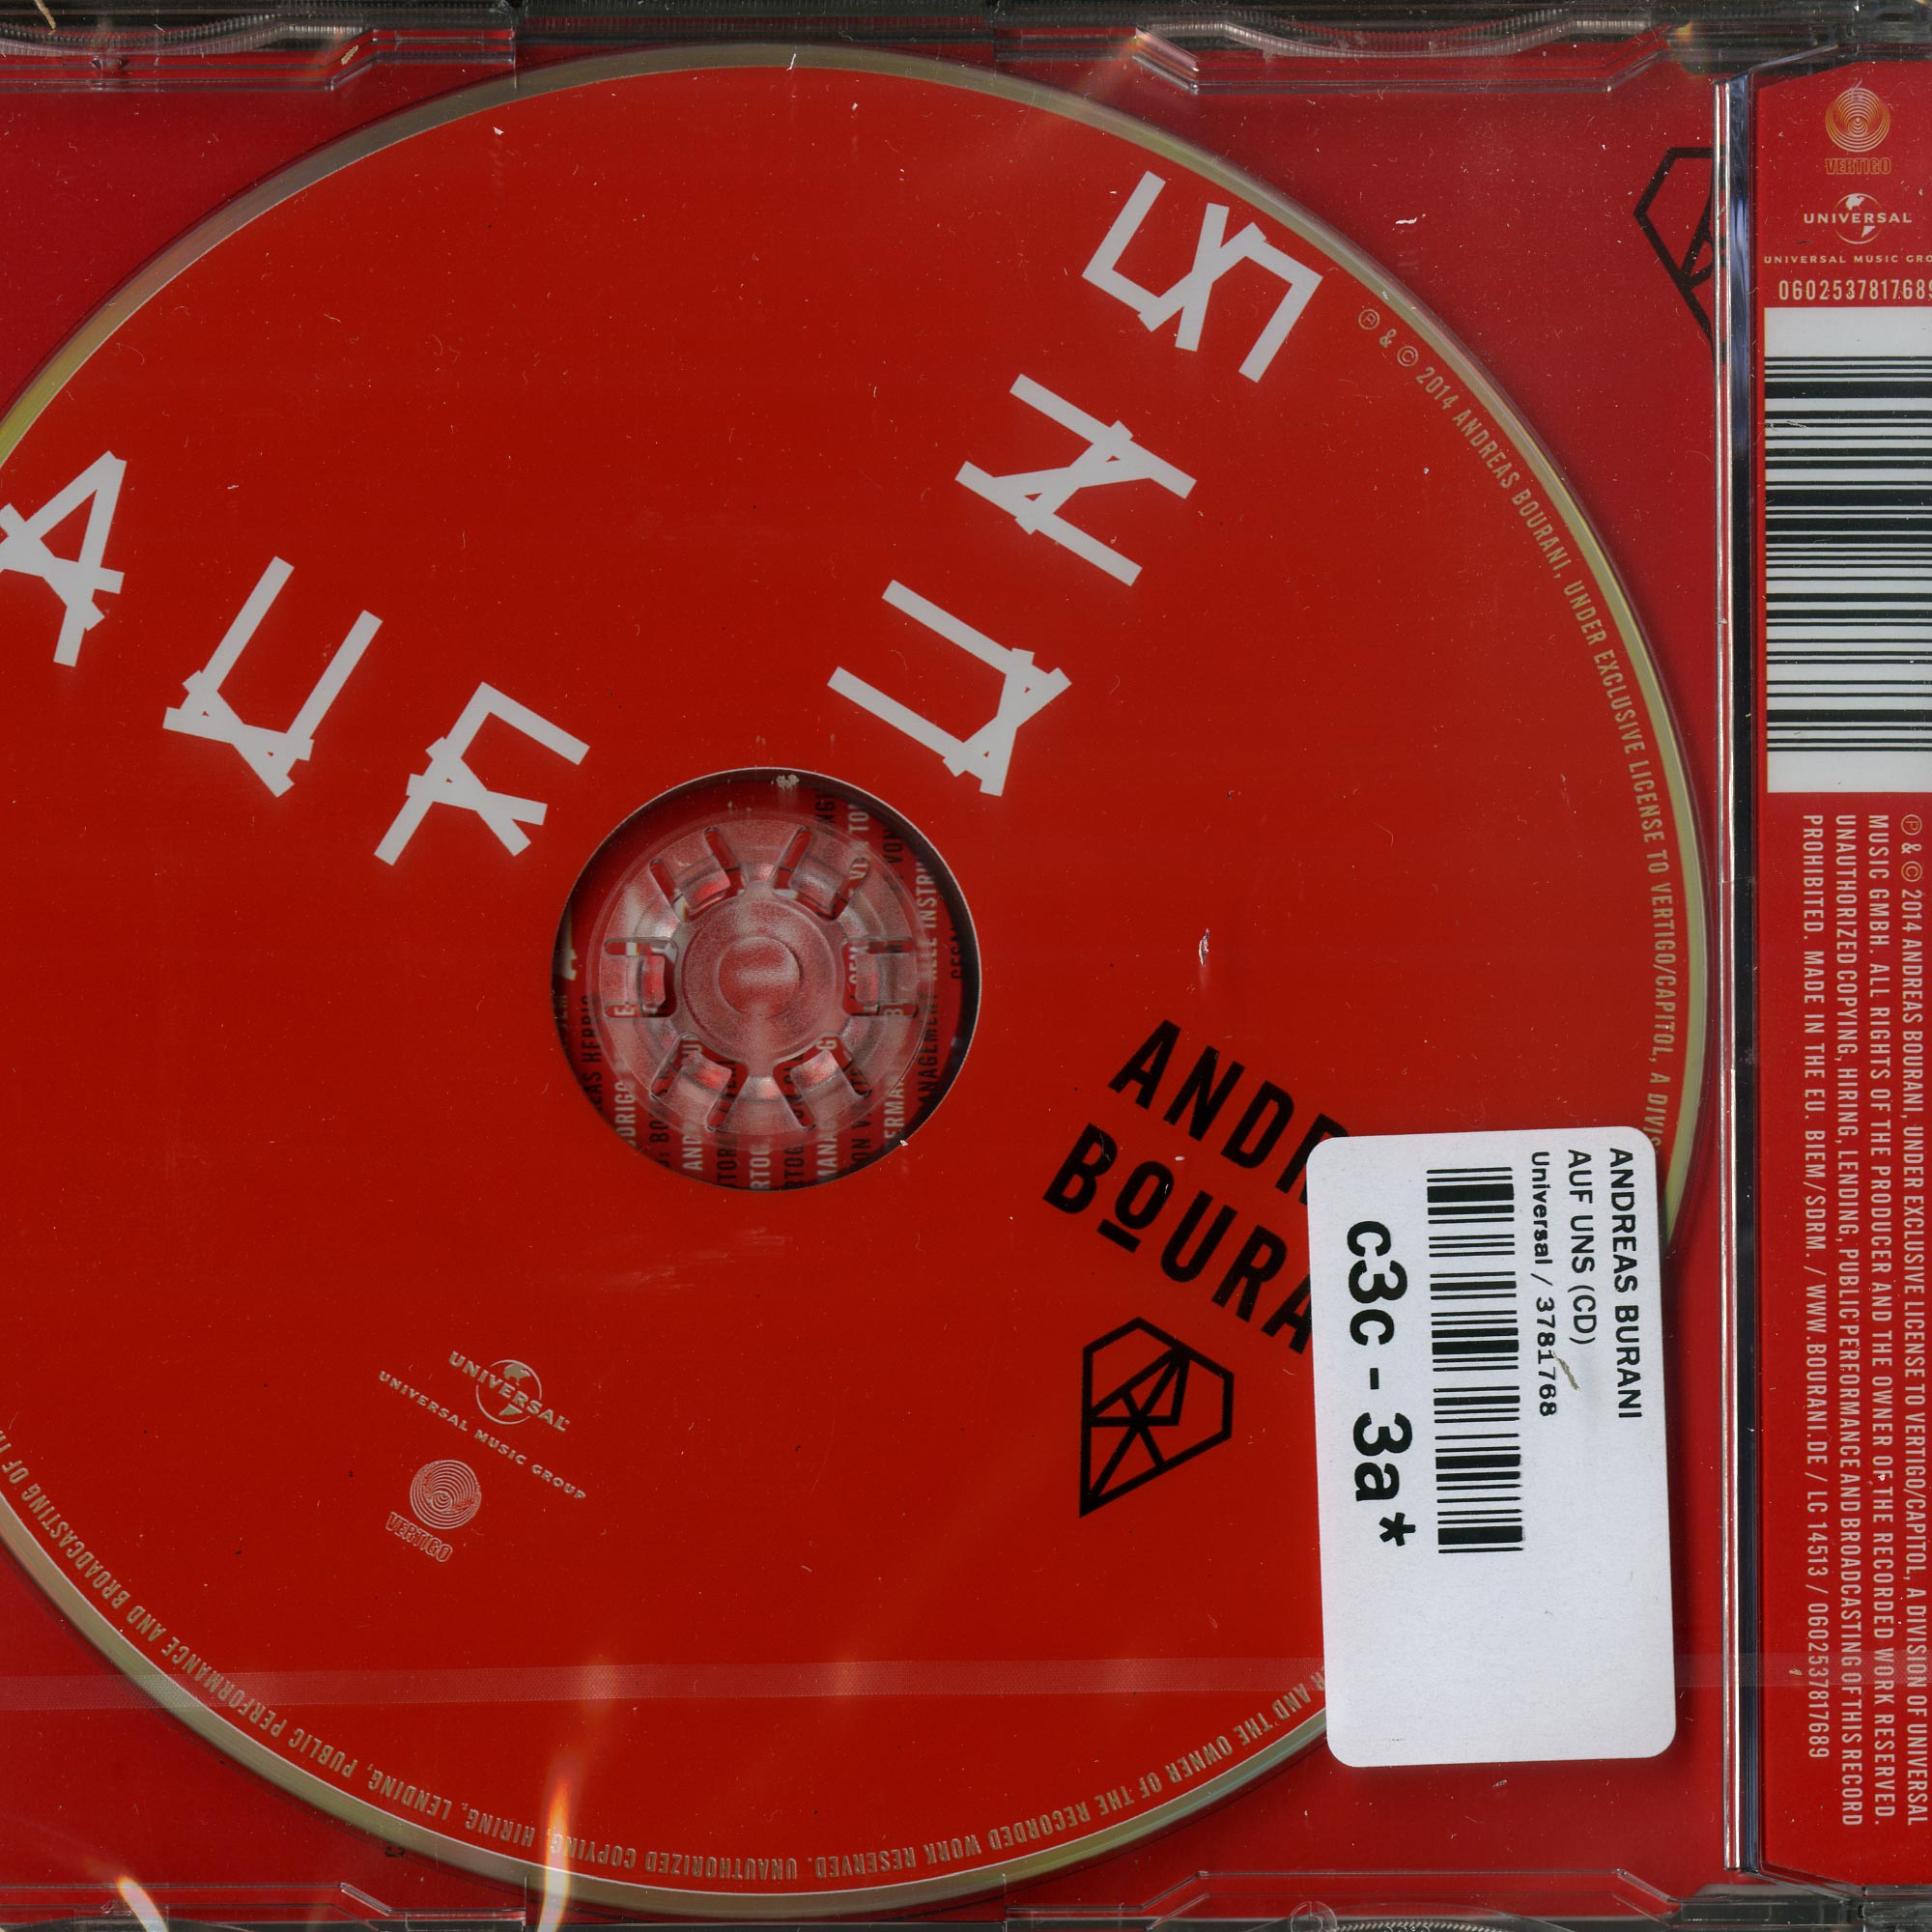 AUF
UNS
ANDR
BOURA
℗ & © 2014 ANDREAS BOURANI, UNDER EXCLUSIVE LICENSE TO VERTIGO/CAPITOL, A DIVIS
R AND THE OWNER OF THE RECORDED WORK RESERVED. UNAUTHORIZED COPYING, HIRING, LENDING, PUBLIC PERFORMANCE AND BROADCASTING OF
UNIVERSAL
UNIVERSAL MUSIC GROUP
VERTIGO
ANDREAS BURANI
AUF UNS (CD)
Universal / 3781768
c3c - 3a*
VERTIGO
UNIVERSAL
UNIVERSAL MUSIC GRO
0602537817689
℗ & © 2014 ANDREAS BOURANI, UNDER EXCLUSIVE LICENSE TO VERTIGO/CAPITOL, A DIVISION OF UNIVERSAL
MUSIC GMBH. ALL RIGHTS OF THE PRODUCER AND THE OWNER OF THE RECORDED WORK RESERVED.
UNAUTHORIZED COPYING, HIRING, LENDING, PUBLIC PERFORMANCE AND BROADCASTING OF THIS RECORD
PROHIBITED. MADE IN THE EU. BIEM/SDRM. / WWW.BOURANI.DE / LC 14513 / 0602537817689